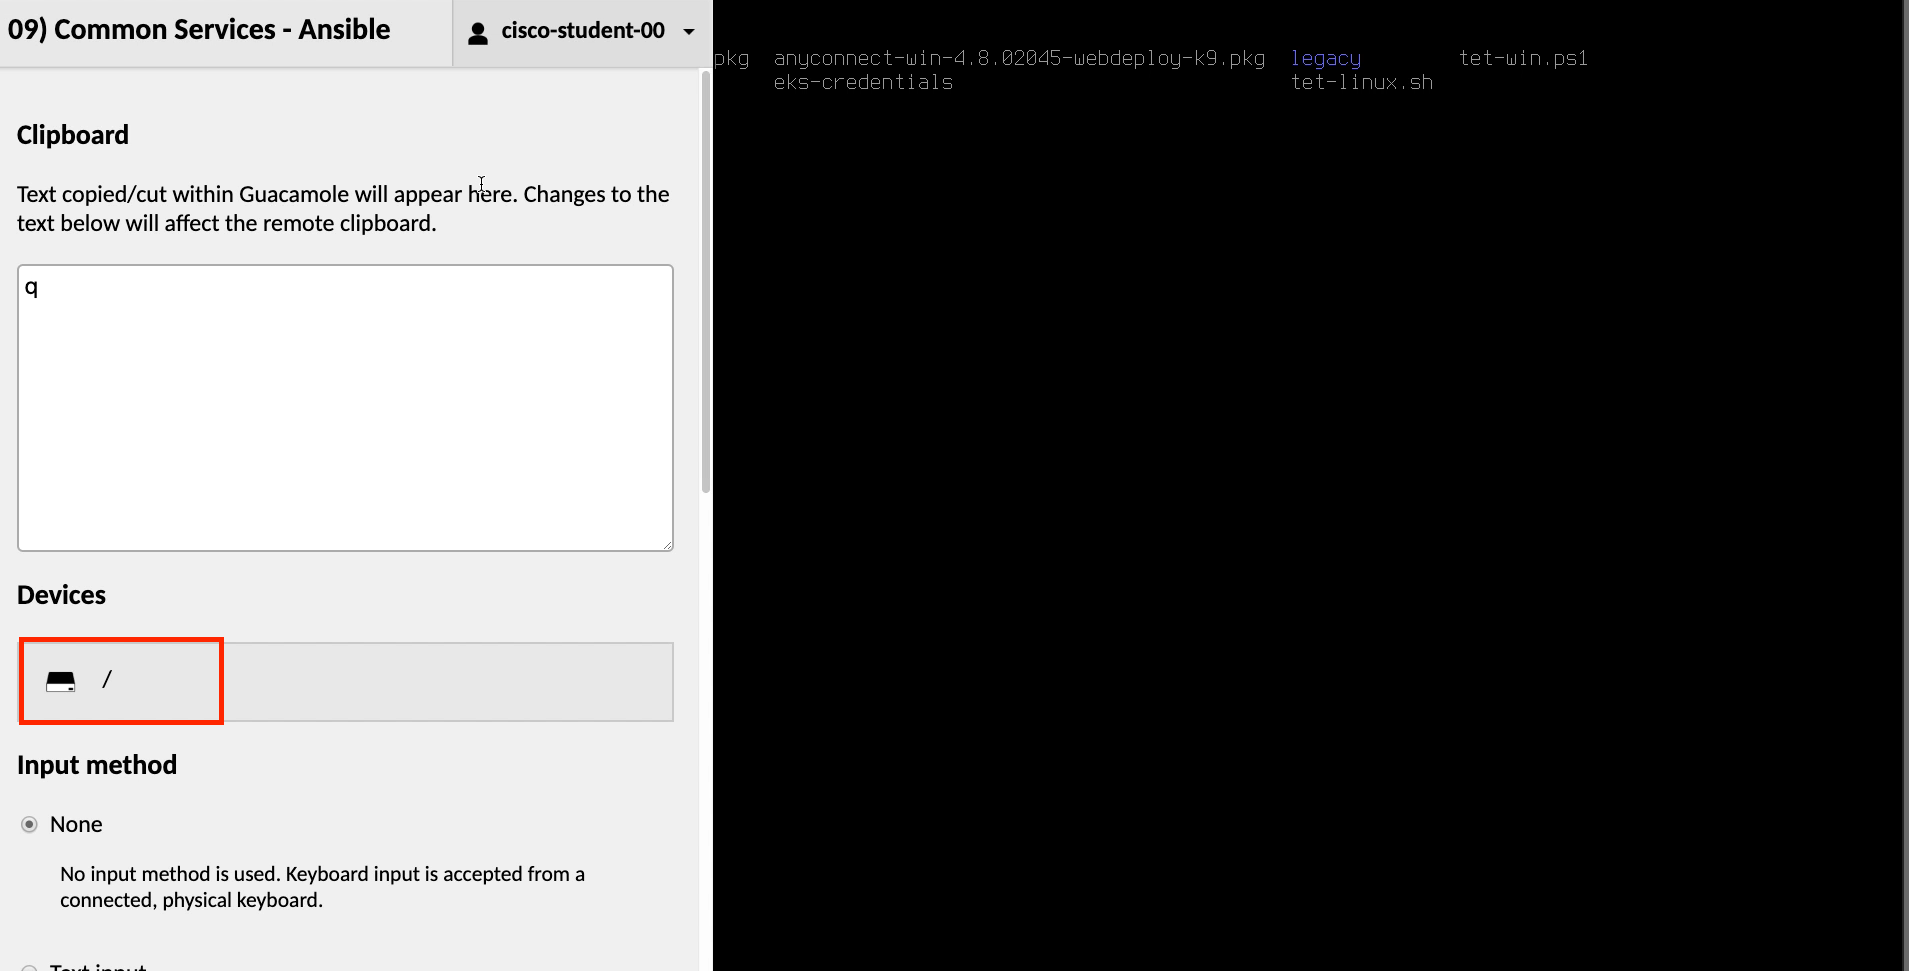 09) Common Services - Ansible
cisco-student-00
pkg anyconnect-win-4.8.02045-webdeploy-k9.pkg legacy tet-win.ps1
eks-credentials tet-linux.sh
Clipboard
Text copied/cut within Guacamole will appear here. Changes to the
text below will affect the remote clipboard.
q
Devices
/
Input method
None
No input method is used. Keyboard input is accepted from a
connected, physical keyboard.
Text input